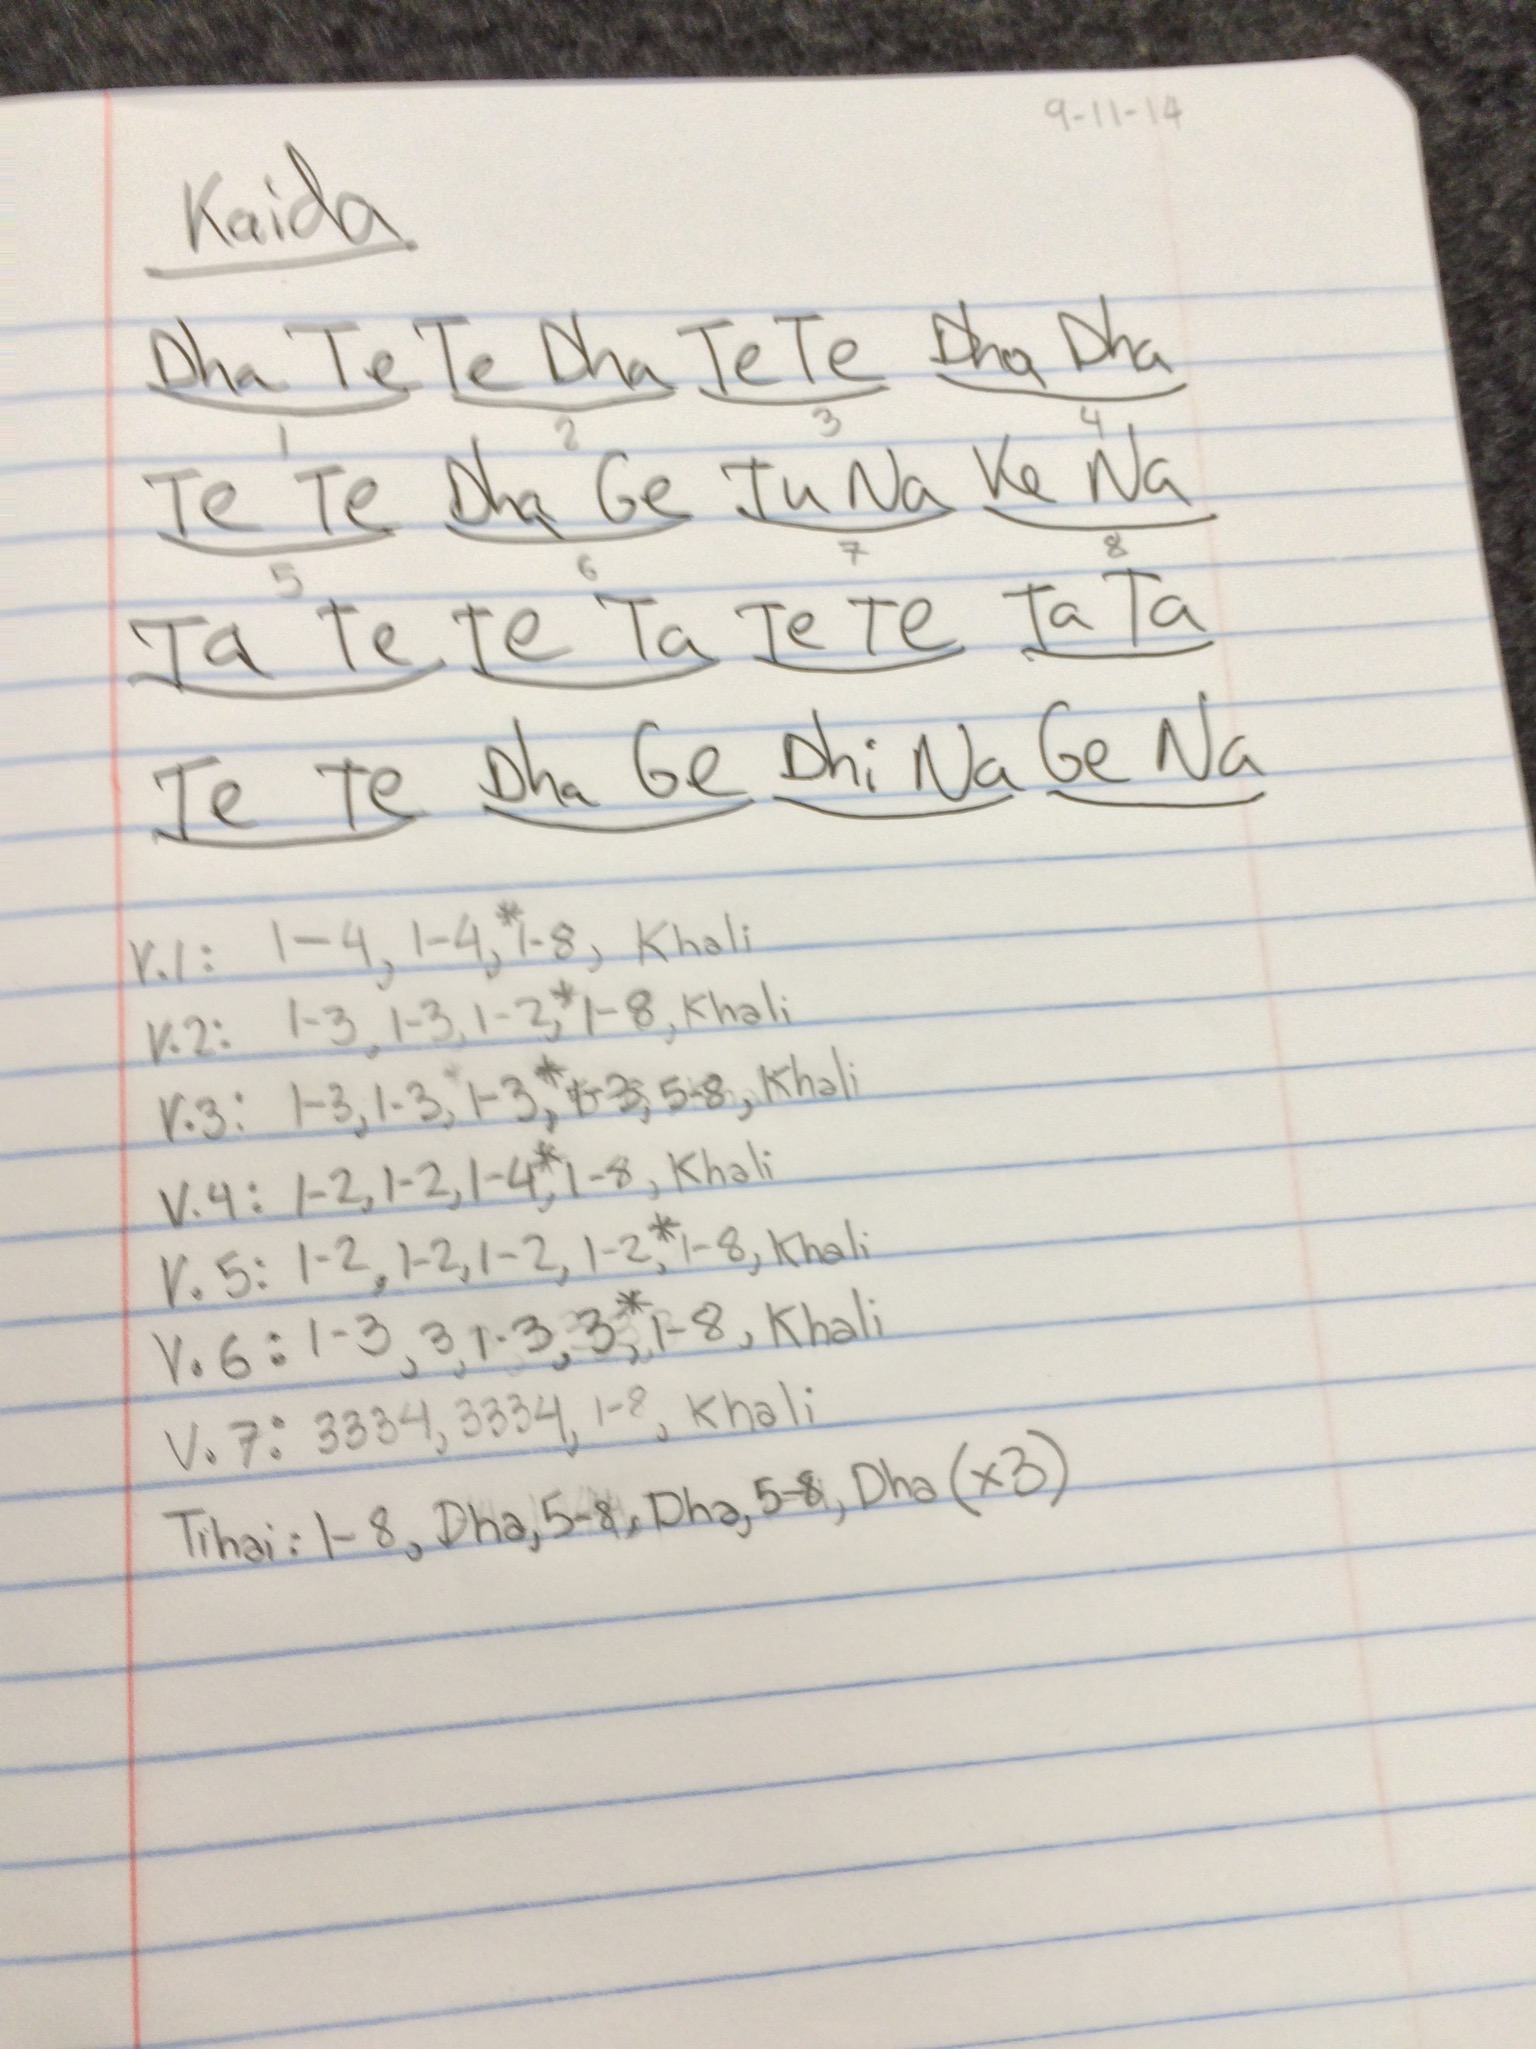 9-11-14
Kaida
Dha Te Te Dha Te Te Dha Dha
1 2 3 4
Te Te Dha Ge Tu Na Ke Na
5 6 7 8
Ta Te Te Ta Te Te Ta Ta
Te Te Dha Ge Dhi Na Ge Na
V.1: 1-4, 1-4,* 1-8, Khali
V.2: 1-3, 1-3, 1-2,* 1-8, Khali
V.3: 1-3, 1-3, 1-3,* 1-3, 5-8, Khali
V.4: 1-2, 1-2, 1-4,* 1-8, Khali
V.5: 1-2, 1-2, 1-2, 1-2,* 1-8, Khali
V.6: 1-3, 3, 1-3, 3,* 1-8, Khali
V.7: 3334, 3334, 1-8, Khali
Tihai: 1-8, Dha, 5-8, Dha, 5-8, Dha (x3)